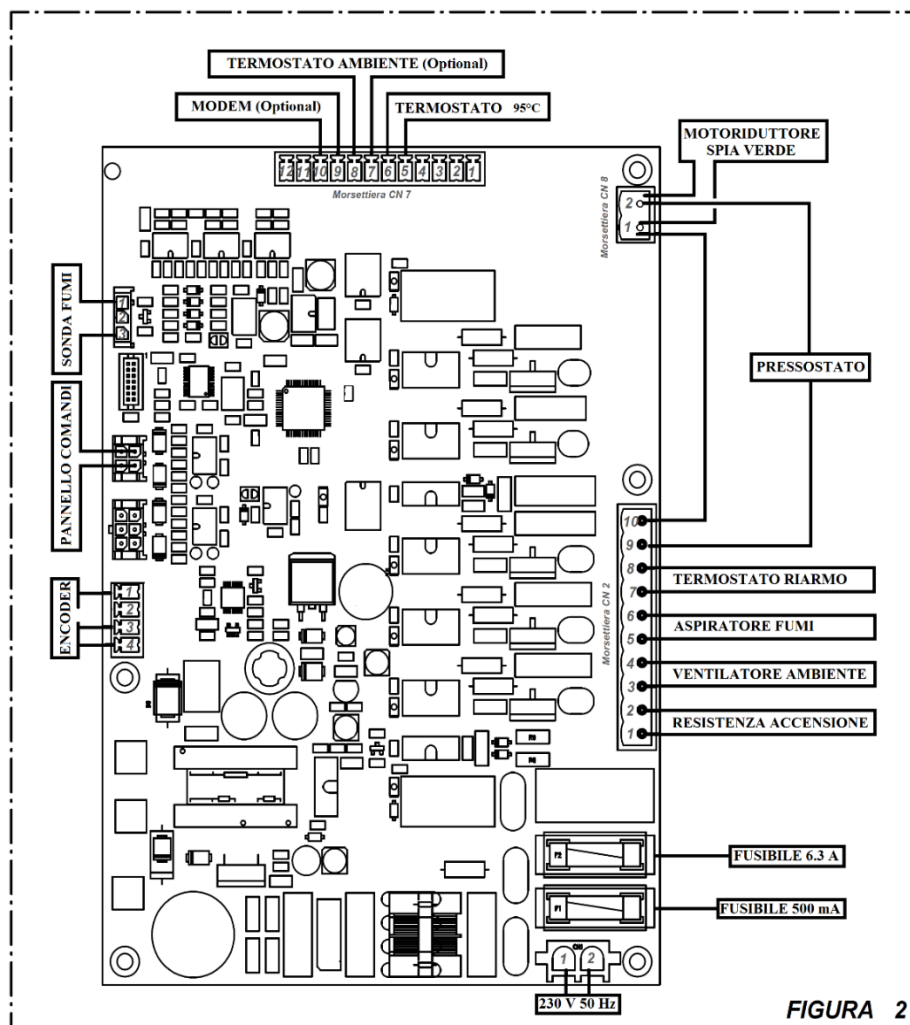 TERMOSTATO AMBIENTE (Optional)
MODEM (Optional)
TERMOSTATO 95°C
MOTORIDUTTORE
SPIA VERDE
12 11 10 9 8 7 6 5 4 3 2 1
Morsettiera CN 7
Morsettiera CN 8
2
1
SONDA FUMI
1
2
3
PRESSOSTATO
PANNELLO COMANDI
ENCODER
1
2
3
4
Morsettiera CN 2
10
9
8
7
6
5
4
3
2
1
TERMOSTATO RIARMO
ASPIRATORE FUMI
VENTILATORE AMBIENTE
RESISTENZA ACCENSIONE
F2
FUSIBILE 6.3 A
F1
FUSIBILE 500 mA
1 2
230 V 50 Hz
FIGURA 2